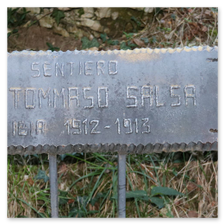 SENTIERO
TOMMASO SALSA
1912-1913